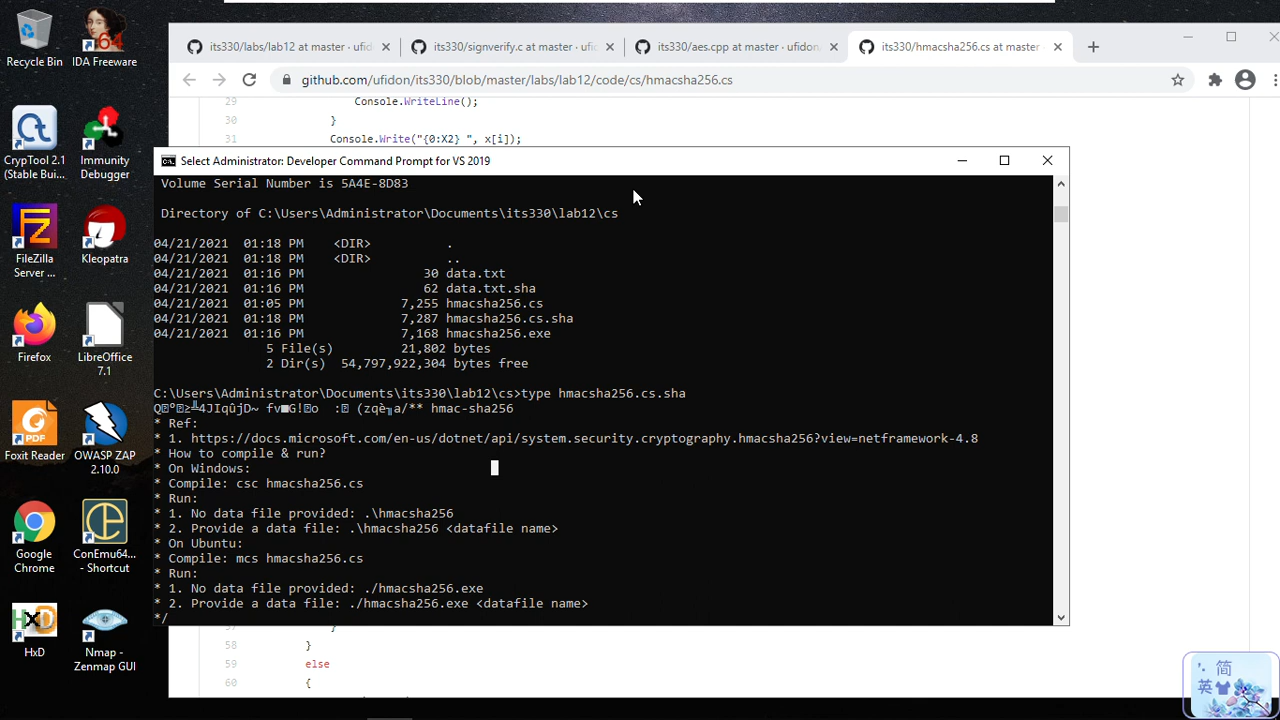 Recycle Bin
IDA Freeware
64
CrypTool 2.1
(Stable Bui...
Immunity
Debugger
FileZilla
Server ...
Kleopatra
Firefox
LibreOffice
7.1
PDF
Foxit Reader
OWASP ZAP
2.10.0
Google
Chrome
ConEmu64...
- Shortcut
HxD
HxD
Nmap -
Zenmap GUI
its330/labs/lab12 at master · ufid
its330/signverify.c at master · ufi
its330/aes.cpp at master · ufidon
its330/hmacsha256.cs at master
github.com/ufidon/its330/blob/master/labs/lab12/code/cs/hmacsha256.cs
29 Console.WriteLine();
30 }
31 Console.Write("{0:X2} ", x[i]);
Select Administrator: Developer Command Prompt for VS 2019
Volume Serial Number is 5A4E-8D83
Directory of C:\Users\Administrator\Documents\its330\lab12\cs
04/21/2021 01:18 PM <DIR> .
04/21/2021 01:18 PM <DIR> ..
04/21/2021 01:16 PM 30 data.txt
04/21/2021 01:16 PM 62 data.txt.sha
04/21/2021 01:05 PM 7,255 hmacsha256.cs
04/21/2021 01:18 PM 7,287 hmacsha256.cs.sha
04/21/2021 01:16 PM 7,168 hmacsha256.exe
5 File(s) 21,802 bytes
2 Dir(s) 54,797,922,304 bytes free
C:\Users\Administrator\Documents\its330\lab12\cs>type hmacsha256.cs.sha
/** hmac-sha256
* Ref:
* 1. https://docs.microsoft.com/en-us/dotnet/api/system.security.cryptography.hmacsha256?view=netframework-4.8
* How to compile & run?
* On Windows:
* Compile: csc hmacsha256.cs
* Run:
* 1. No data file provided: .\hmacsha256
* 2. Provide a data file: .\hmacsha256 <datafile name>
* On Ubuntu:
* Compile: mcs hmacsha256.cs
* Run:
* 1. No data file provided: ./hmacsha256.exe
* 2. Provide a data file: ./hmacsha256.exe <datafile name>
*/
58 }
59 else
60 {
简
英